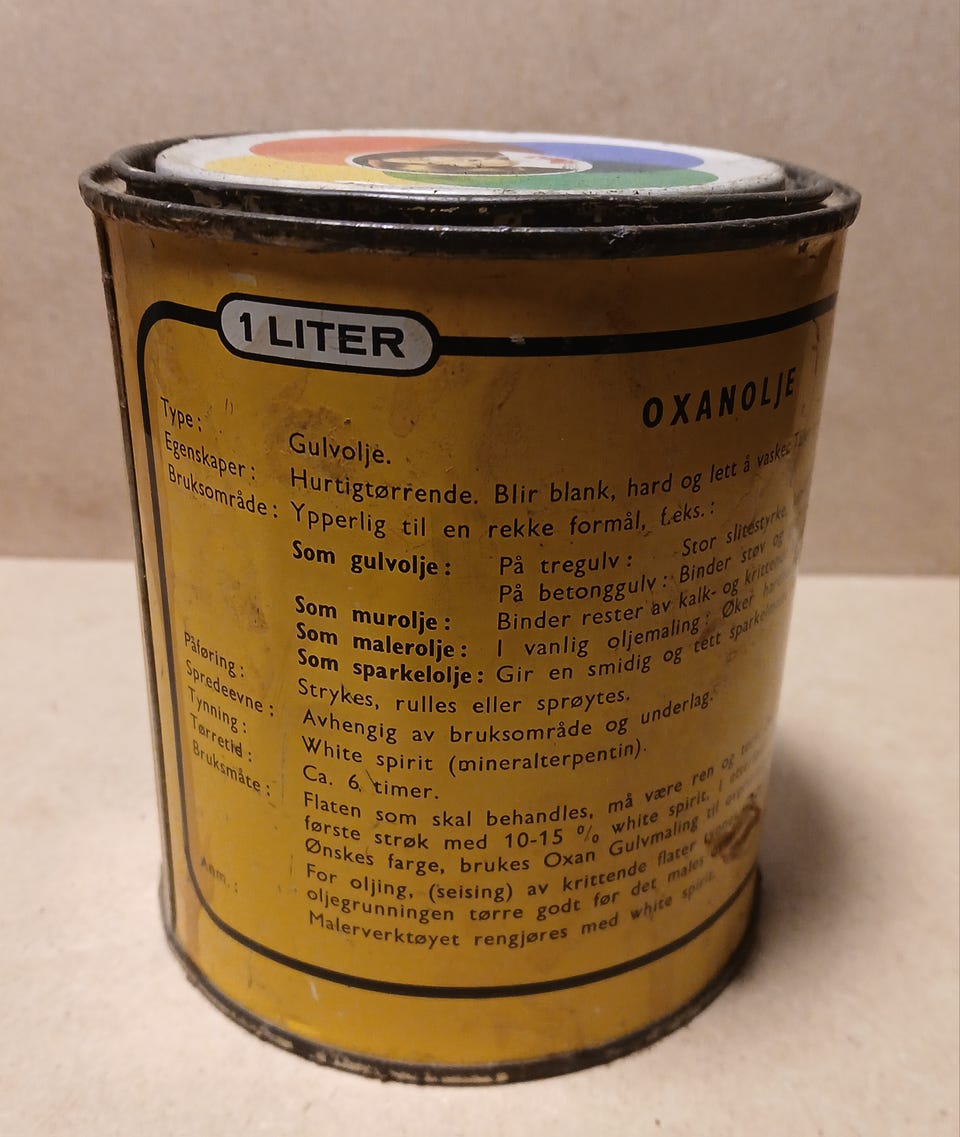 1 LITER
OXANOLJE
Type: Gulvolje.
Egenskaper: Hurtigtørrende. Blir blank, hard og lett å vaske.
Bruksområde: Ypperlig til en rekke formål, f.eks.:
Som gulvolje: På tregulv: Stor slitestyrke.
På betonggulv: Binder støv og
Som murolje: Binder rester av kalk- og
Som malerolje: I vanlig oljemaling: Øker
Som sparkelolje: Gir en smidig og tett
Påføring: Strykes, rulles eller sprøytes.
Spredeevne: Avhengig av bruksområde og underlag.
Tynning: White spirit (mineralterpentin).
Tørretid: Ca. 6 timer.
Bruksmåte: Flaten som skal behandles, må være ren og
første strøk med 10-15 % white spirit. I
Ønskes farge, brukes Oxan Gulvmaling til
Anm.: For oljing, (seising) av krittende flater
oljegrunningen tørre godt før det males
Malerverktøyet rengjøres med white spirit.